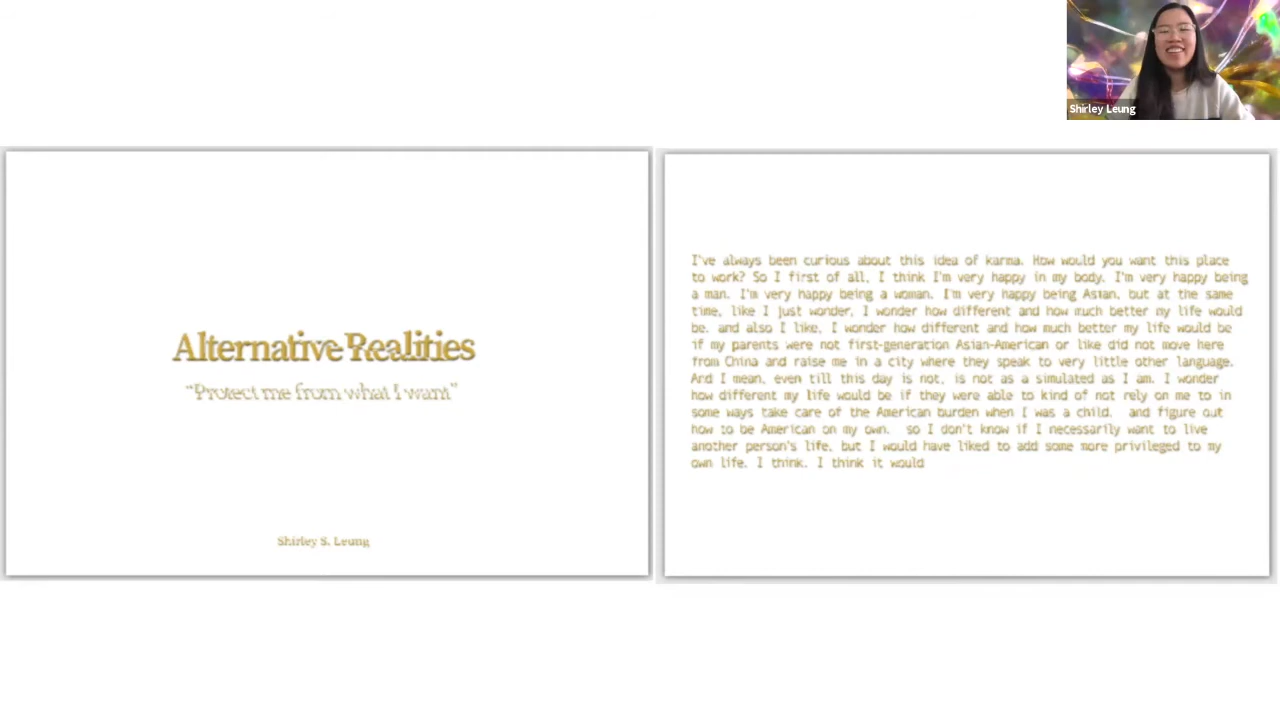 Shirley Leung
Alternative Realities
“Protect me from what I want”
Shirley S. Leung
I've always been curious about this idea of karma. How would you want this place
to work? So I first of all, I think I'm very happy in my body. I'm very happy being
a man. I'm very happy being a woman. I'm very happy being Asian, but at the same
time, like I just wonder, I wonder how different and how much better my life would
be. and also I like, I wonder how different and how much better my life would be
if my parents were not first-generation Asian-American or like did not move here
from China and raise me in a city where they speak to very little other language.
And I mean, even till this day is not, is not as a simulated as I am. I wonder
how different my life would be if they were able to kind of not rely on me to in
some ways take care of the American burden when I was a child.  and figure out
how to be American on my own.  so I don't know if I necessarily want to live
another person's life, but I would have liked to add some more privileged to my
own life. I think. I think it would